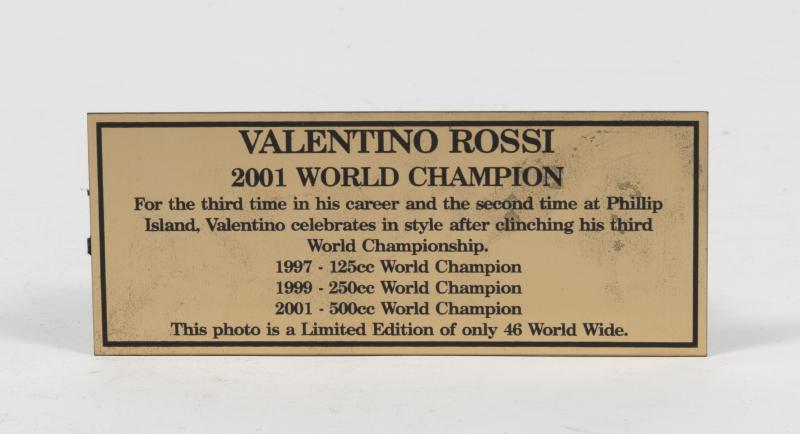 VALENTINO ROSSI
2001 WORLD CHAMPION
For the third time in his career and the second time at Phillip
Island, Valentino celebrates in style after clinching his third
World Championship.
1997 - 125cc World Champion
1999 - 250cc World Champion
2001 - 500cc World Champion
This photo is a Limited Edition of only 46 World Wide.